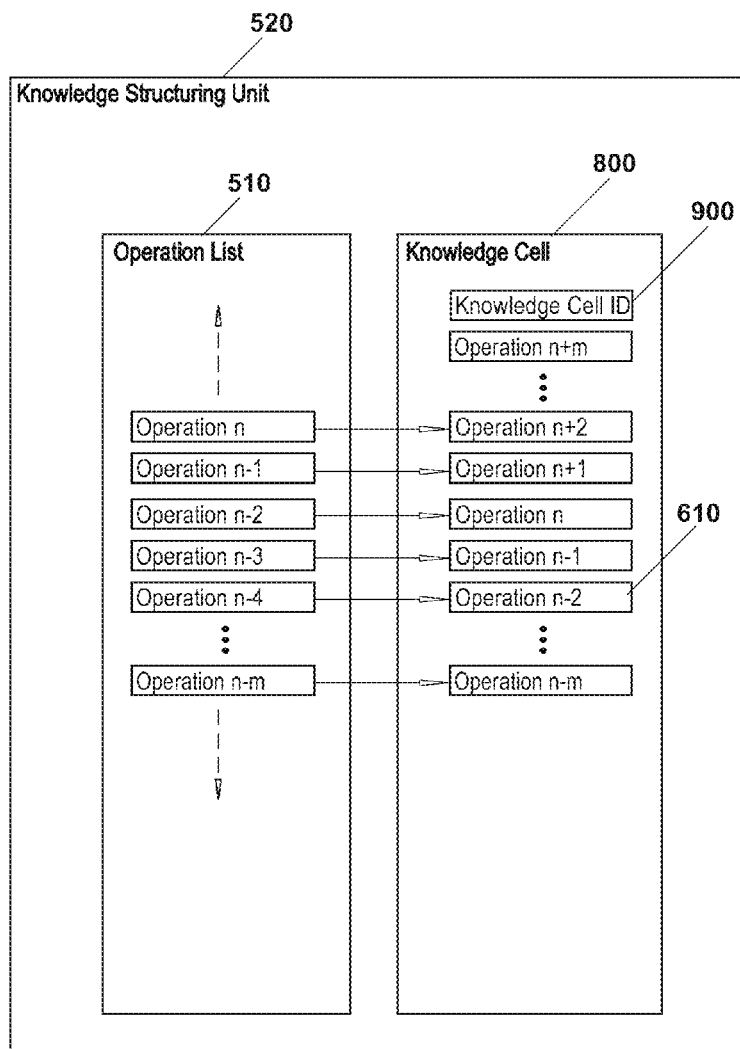 520
Knowledge Structuring Unit
510
800
900
Operation List
Knowledge Cell
Knowledge Cell ID
Operation n+m
Operation n
Operation n+2
Operation n-1
Operation n+1
Operation n-2
Operation n
610
Operation n-3
Operation n-1
Operation n-4
Operation n-2
Operation n-m
Operation n-m